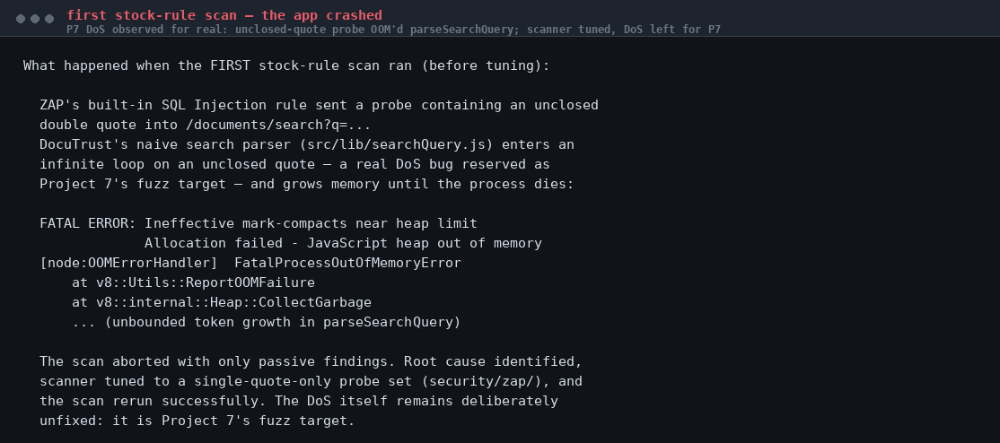 first stock-rule scan — the app crashed
P7 DoS observed for real: unclosed-quote probe OOM'd parseSearchQuery; scanner tuned, DoS left for P7
What happened when the FIRST stock-rule scan ran (before tuning):
ZAP's built-in SQL Injection rule sent a probe containing an unclosed
double quote into /documents/search?q=...
DocuTrust's naive search parser (src/lib/searchQuery.js) enters an
infinite loop on an unclosed quote — a real DoS bug reserved as
Project 7's fuzz target — and grows memory until the process dies:
FATAL ERROR: Ineffective mark-compacts near heap limit
Allocation failed - JavaScript heap out of memory
[node:OOMErrorHandler]  FatalProcessOutOfMemoryError
at v8::Utils::ReportOOMFailure
at v8::internal::Heap::CollectGarbage
... (unbounded token growth in parseSearchQuery)
The scan aborted with only passive findings. Root cause identified,
scanner tuned to a single-quote-only probe set (security/zap/), and
the scan rerun successfully. The DoS itself remains deliberately
unfixed: it is Project 7's fuzz target.